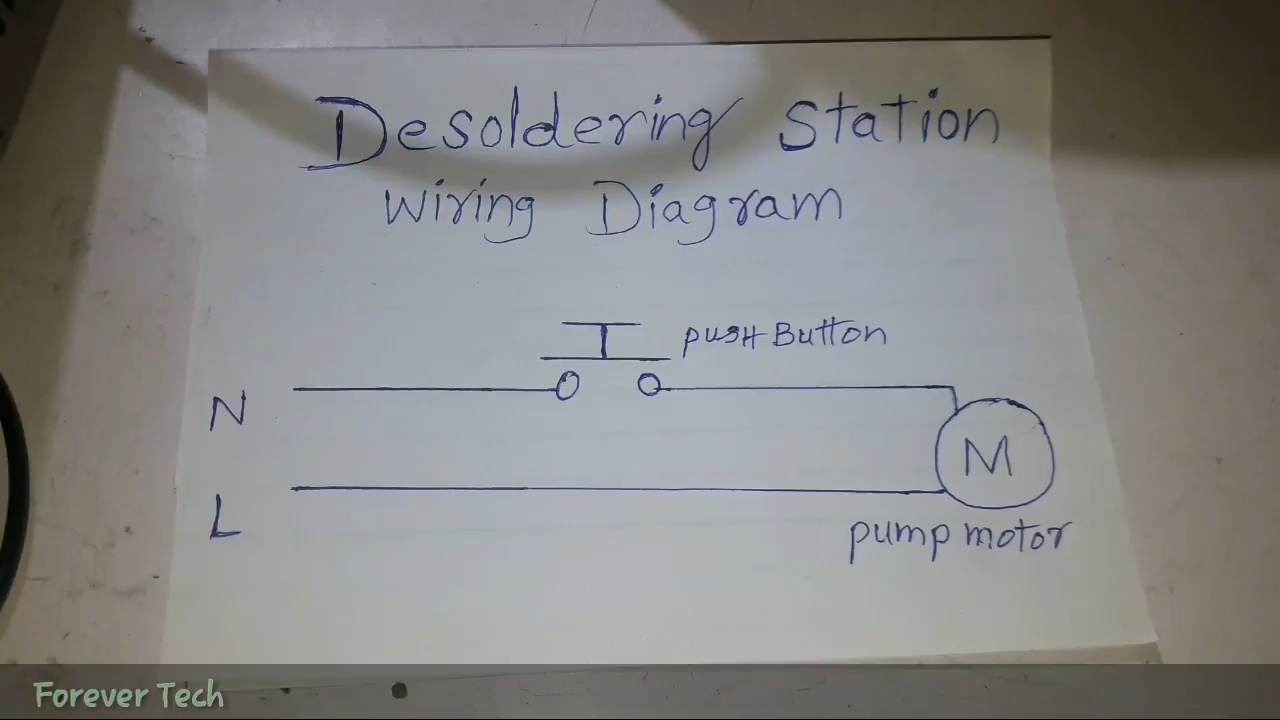 Desoldering Station
Wiring Diagram
pusH Button
N
M
L
pump motor
Forever Tech